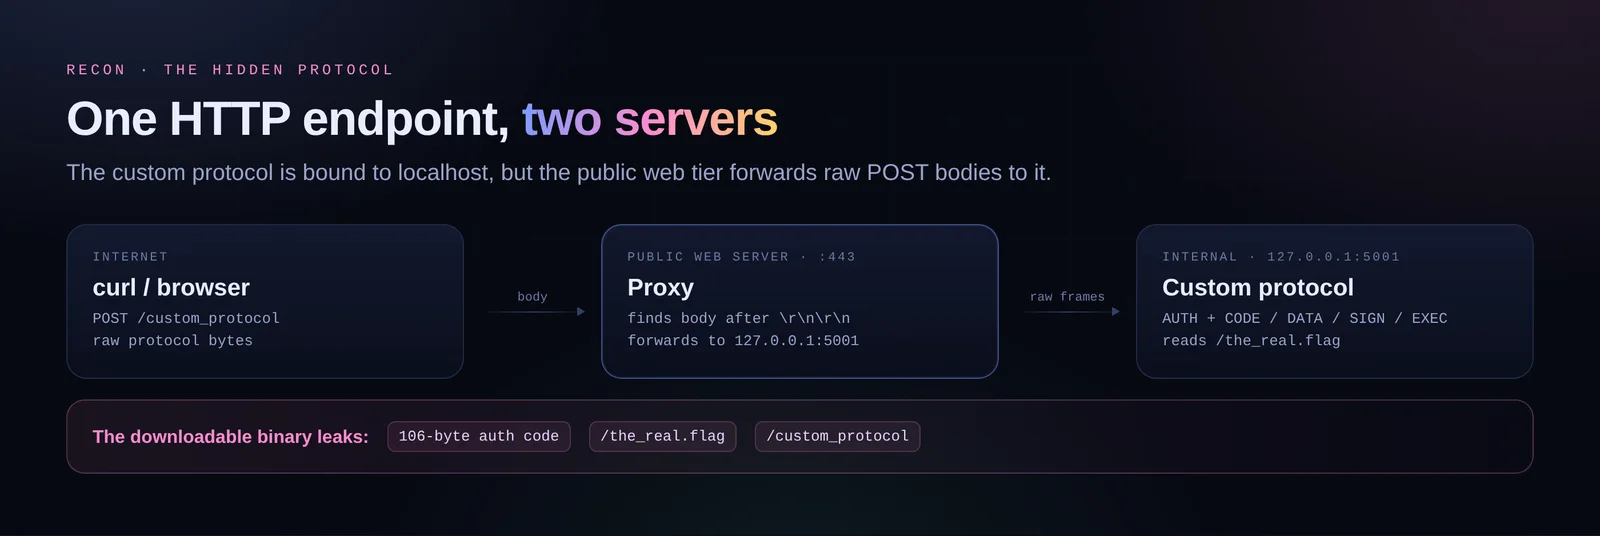 RECON · THE HIDDEN PROTOCOL
One HTTP endpoint, two servers
The custom protocol is bound to localhost, but the public web tier forwards raw POST bodies to it.
INTERNET
curl / browser
POST /custom_protocol
raw protocol bytes
body
PUBLIC WEB SERVER · :443
Proxy
finds body after \r\n\r\n
forwards to 127.0.0.1:5001
raw frames
INTERNAL · 127.0.0.1:5001
Custom protocol
AUTH + CODE / DATA / SIGN / EXEC
reads /the_real.flag
The downloadable binary leaks: 106-byte auth code /the_real.flag /custom_protocol